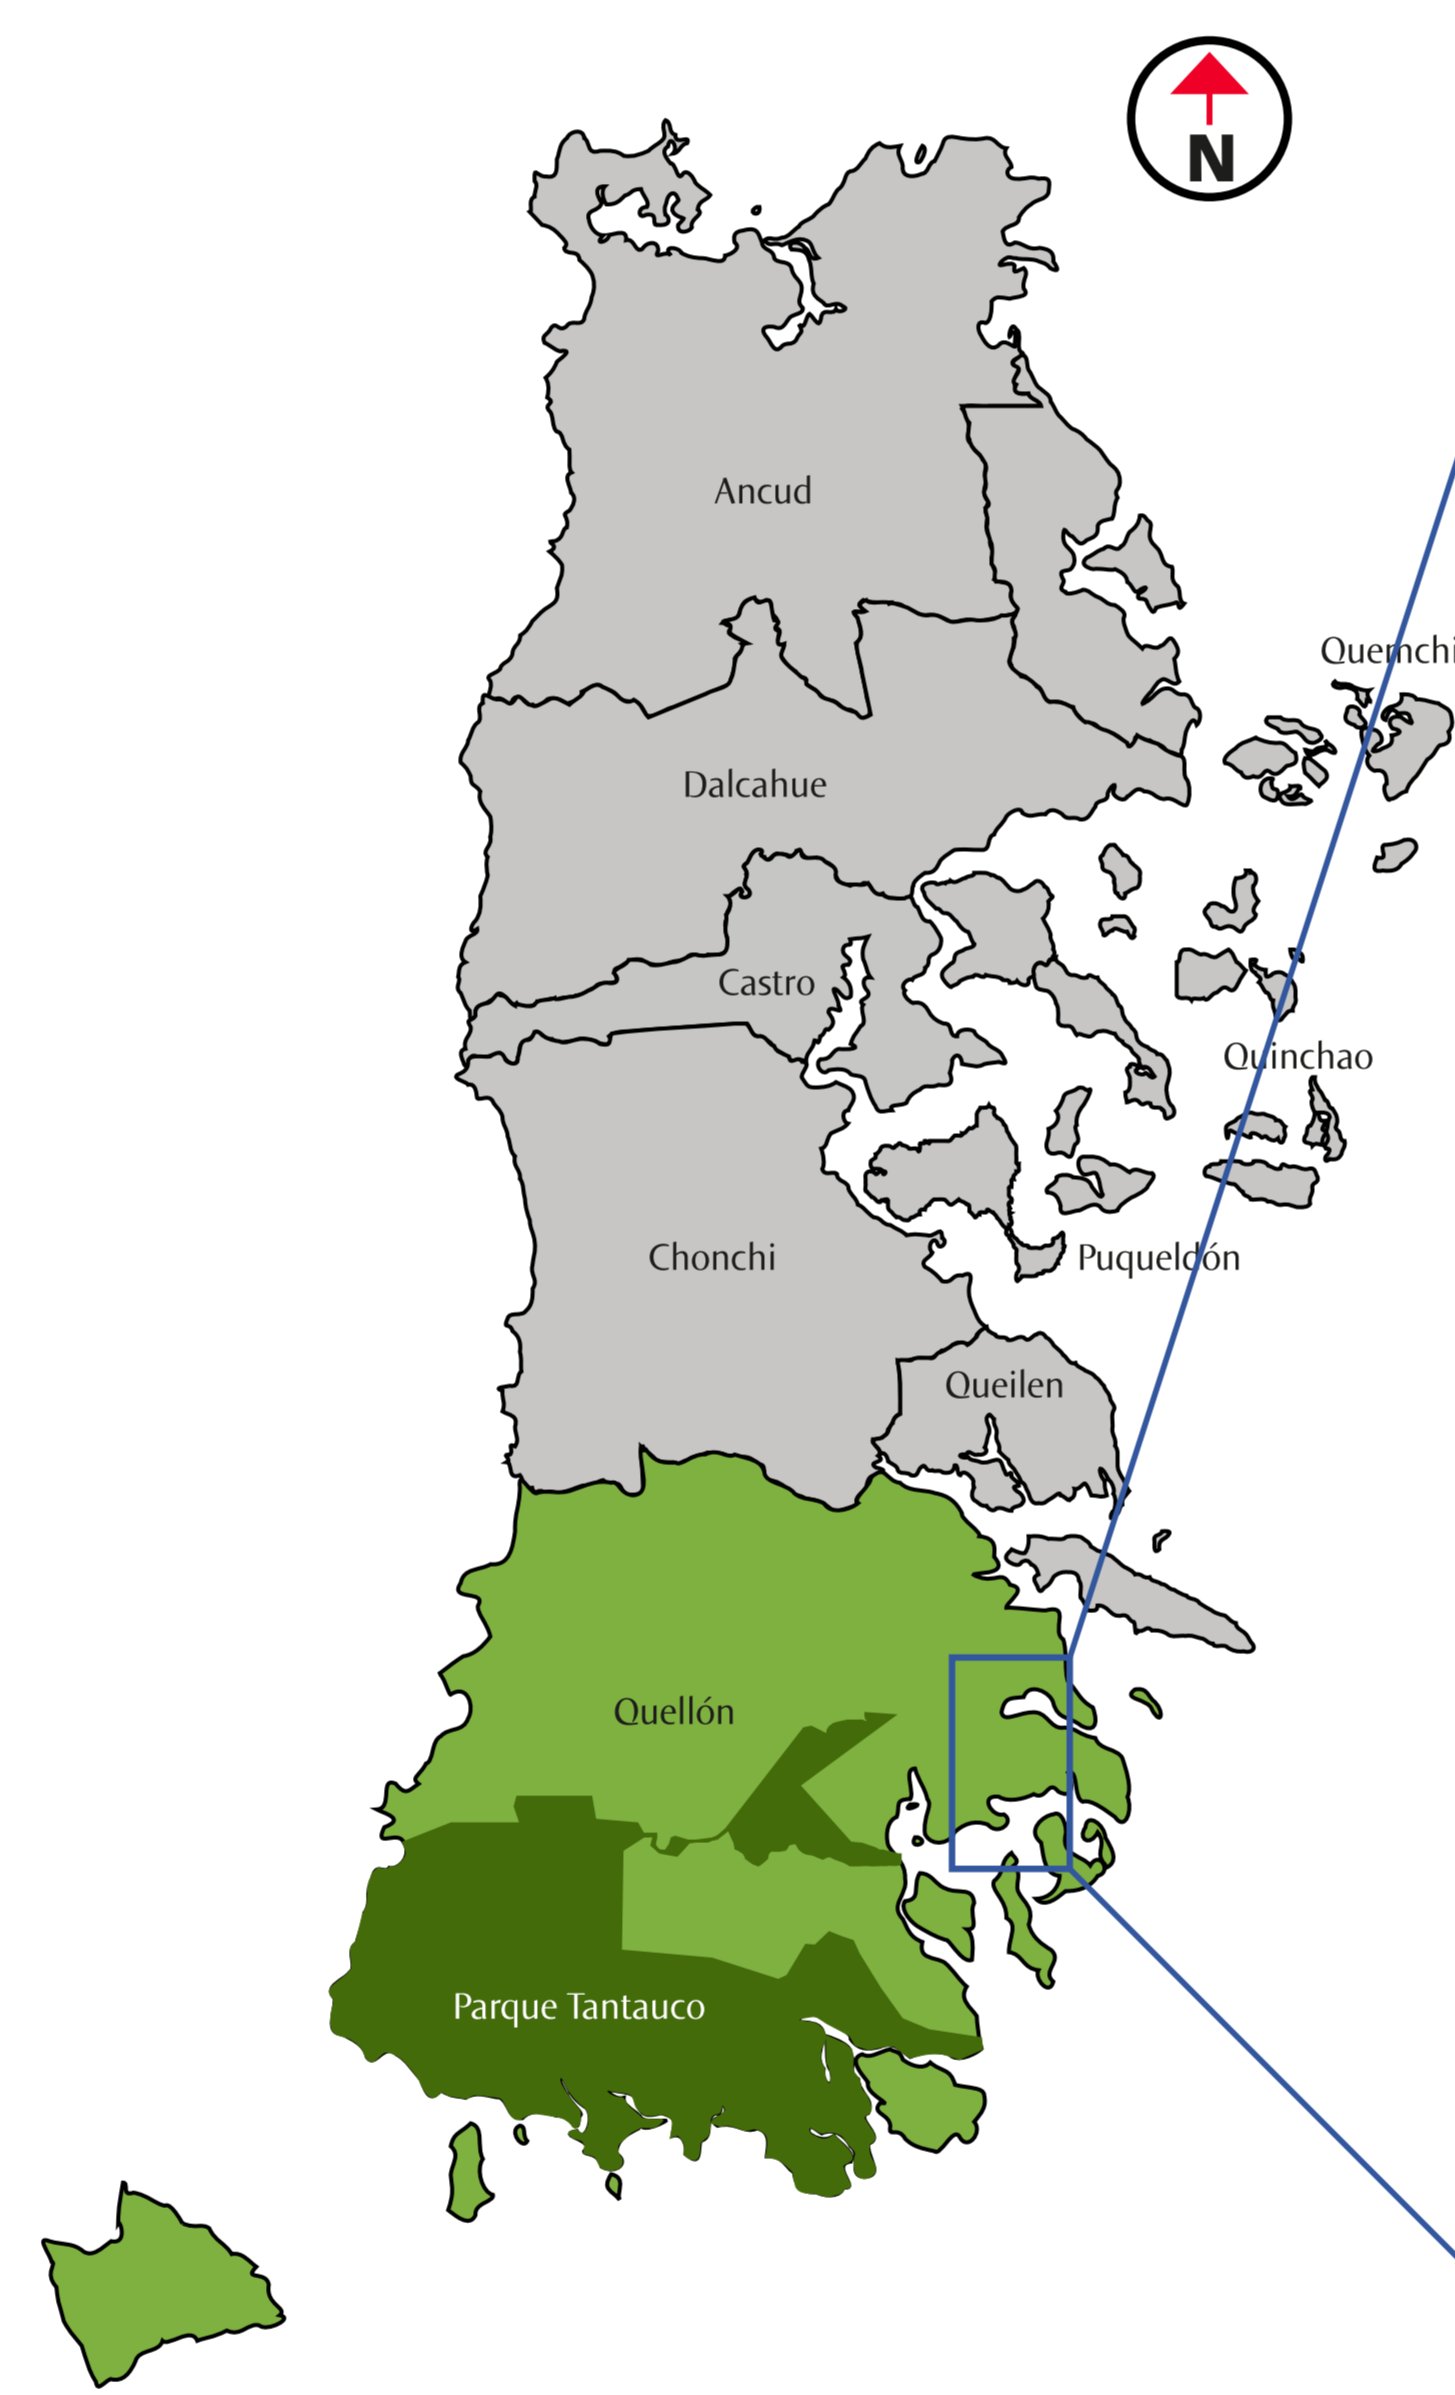 N
Ancud
Quemchi
Dalcahue
Castro
Quinchao
Chonchi
Puqueldón
Queilen
Quellón
Parque Tantauco